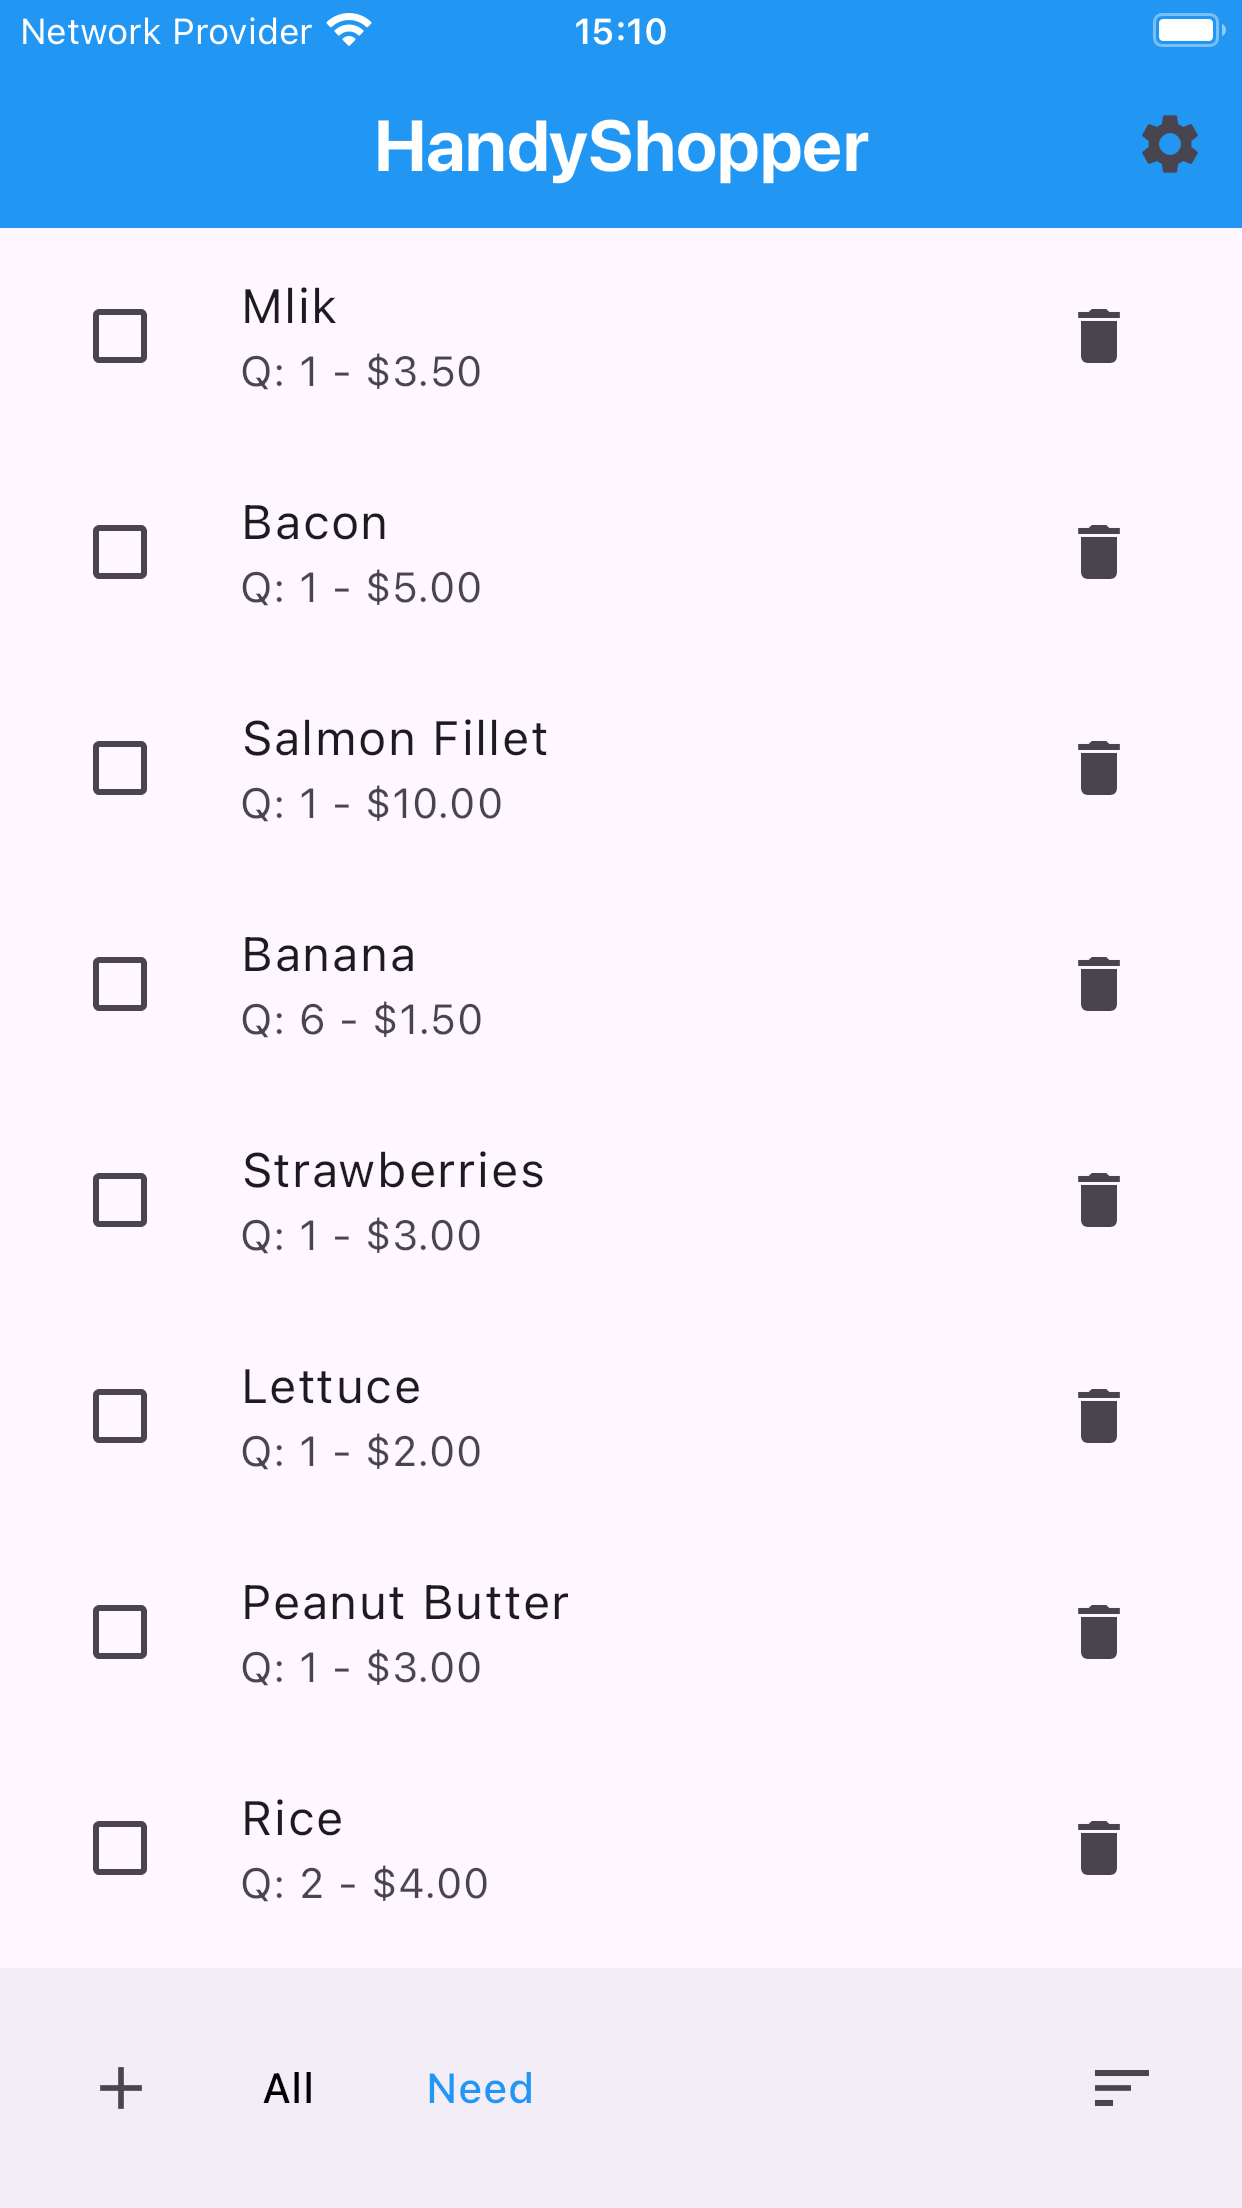 Network Provider 15:10
HandyShopper
Mlik
Q: 1 - $3.50
Bacon
Q: 1 - $5.00
Salmon Fillet
Q: 1 - $10.00
Banana
Q: 6 - $1.50
Strawberries
Q: 1 - $3.00
Lettuce
Q: 1 - $2.00
Peanut Butter
Q: 1 - $3.00
Rice
Q: 2 - $4.00
All Need